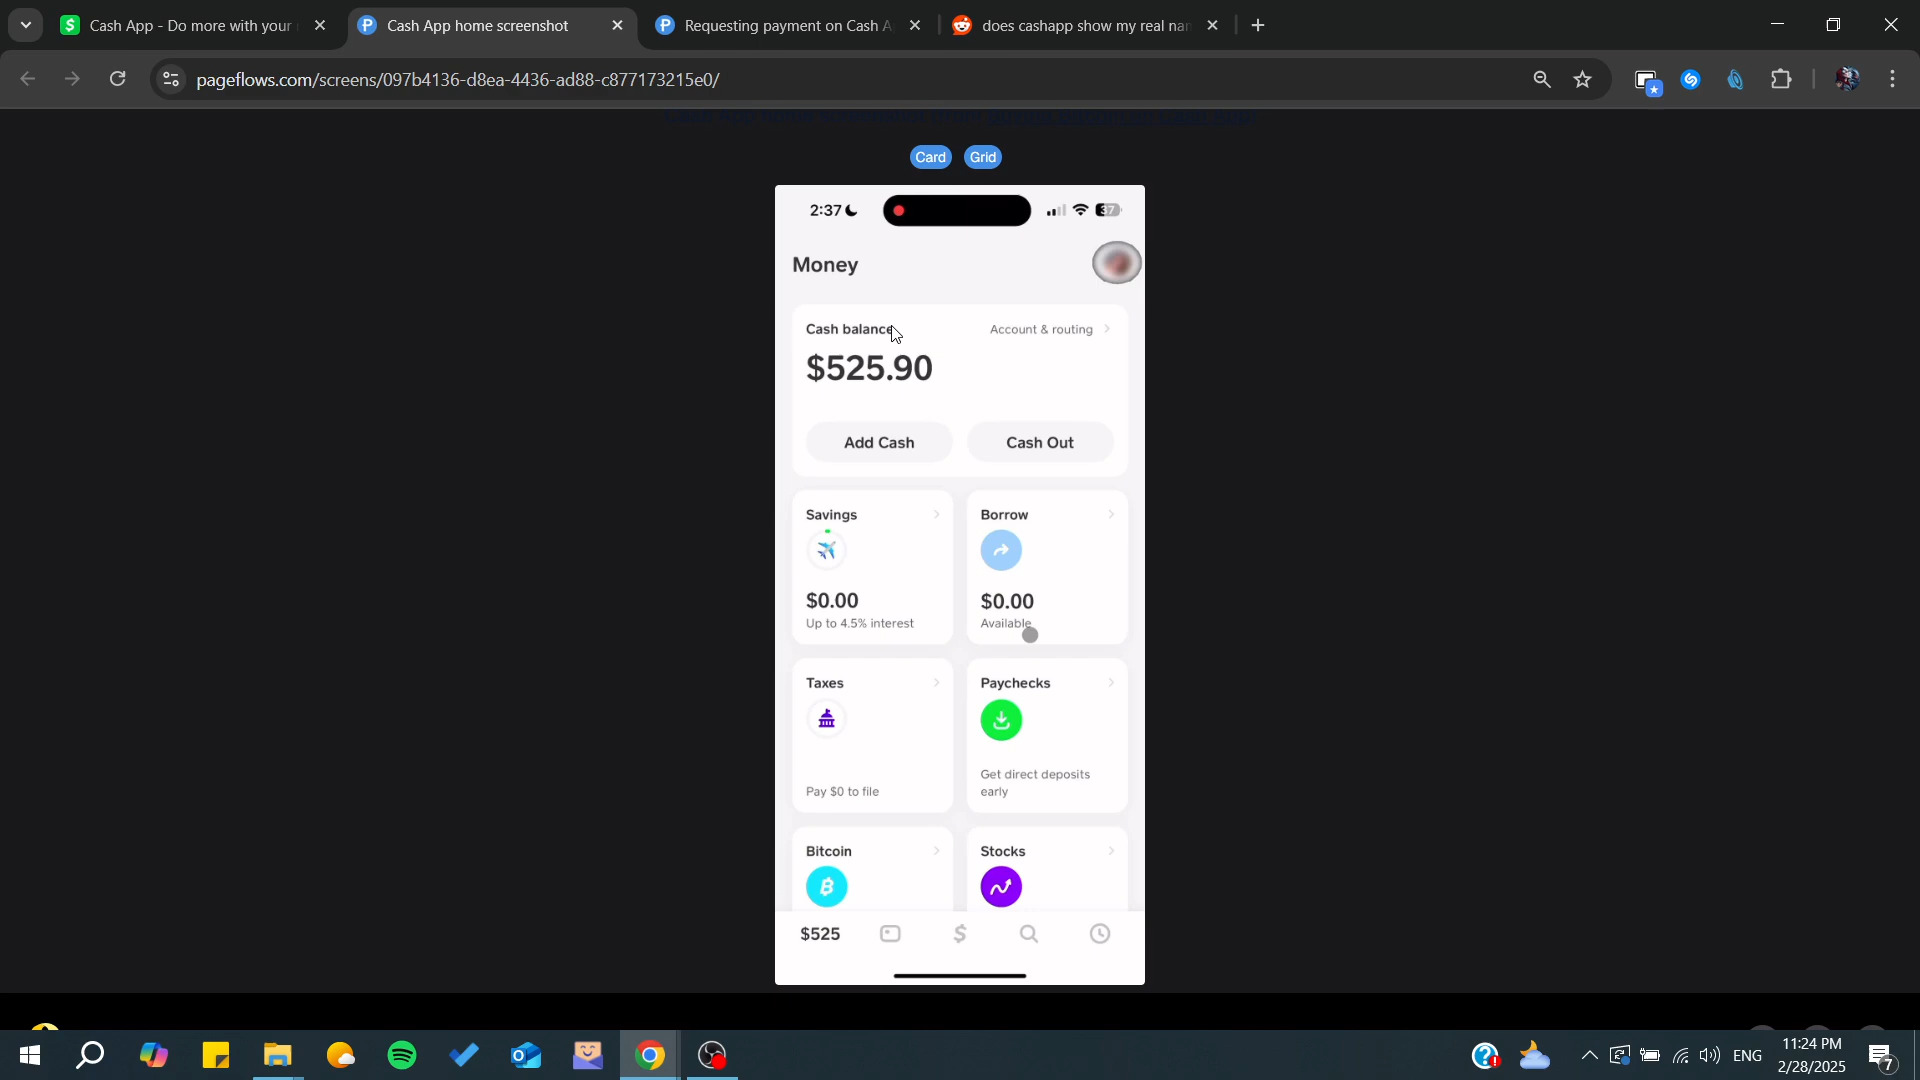 Cash App - Do more with your
Cash App home screenshot
Requesting payment on Cash A
does cashapp show my real nam
pageflows.com/screens/097b4136-d8ea-4436-ad88-c877173215e0/
Card Grid
2:37 37
Money
Cash balance Account & routing
$525.90
Add Cash Cash Out
Savings Borrow
$0.00 $0.00
Up to 4.5% interest Available
Taxes Paychecks
Get direct deposits
Pay $0 to file early
Bitcoin Stocks
$525
ENG
11:24 PM
2/28/2025
7